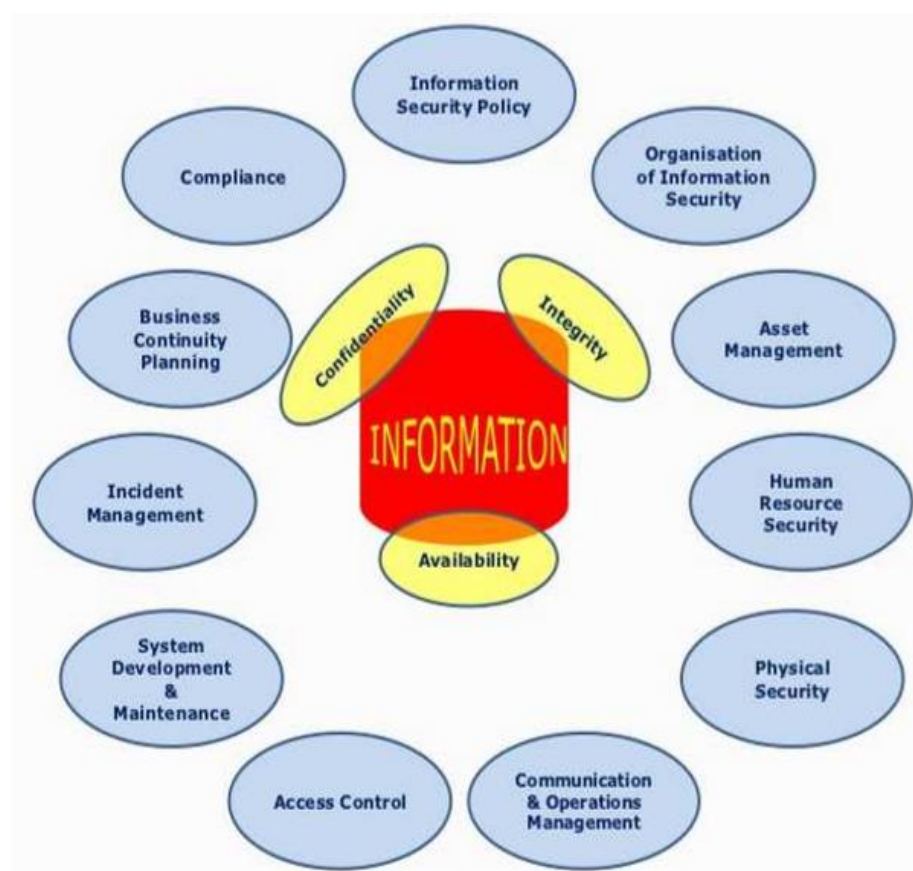 Information
Security Policy
Organisation
of Information
Security
Compliance
Confidentiality
Integrity
Business
Continuity
Planning
Asset
Management
INFORMATION
Incident
Management
Human
Resource
Security
Availability
System
Development
&
Maintenance
Physical
Security
Access Control
Communication
& Operations
Management